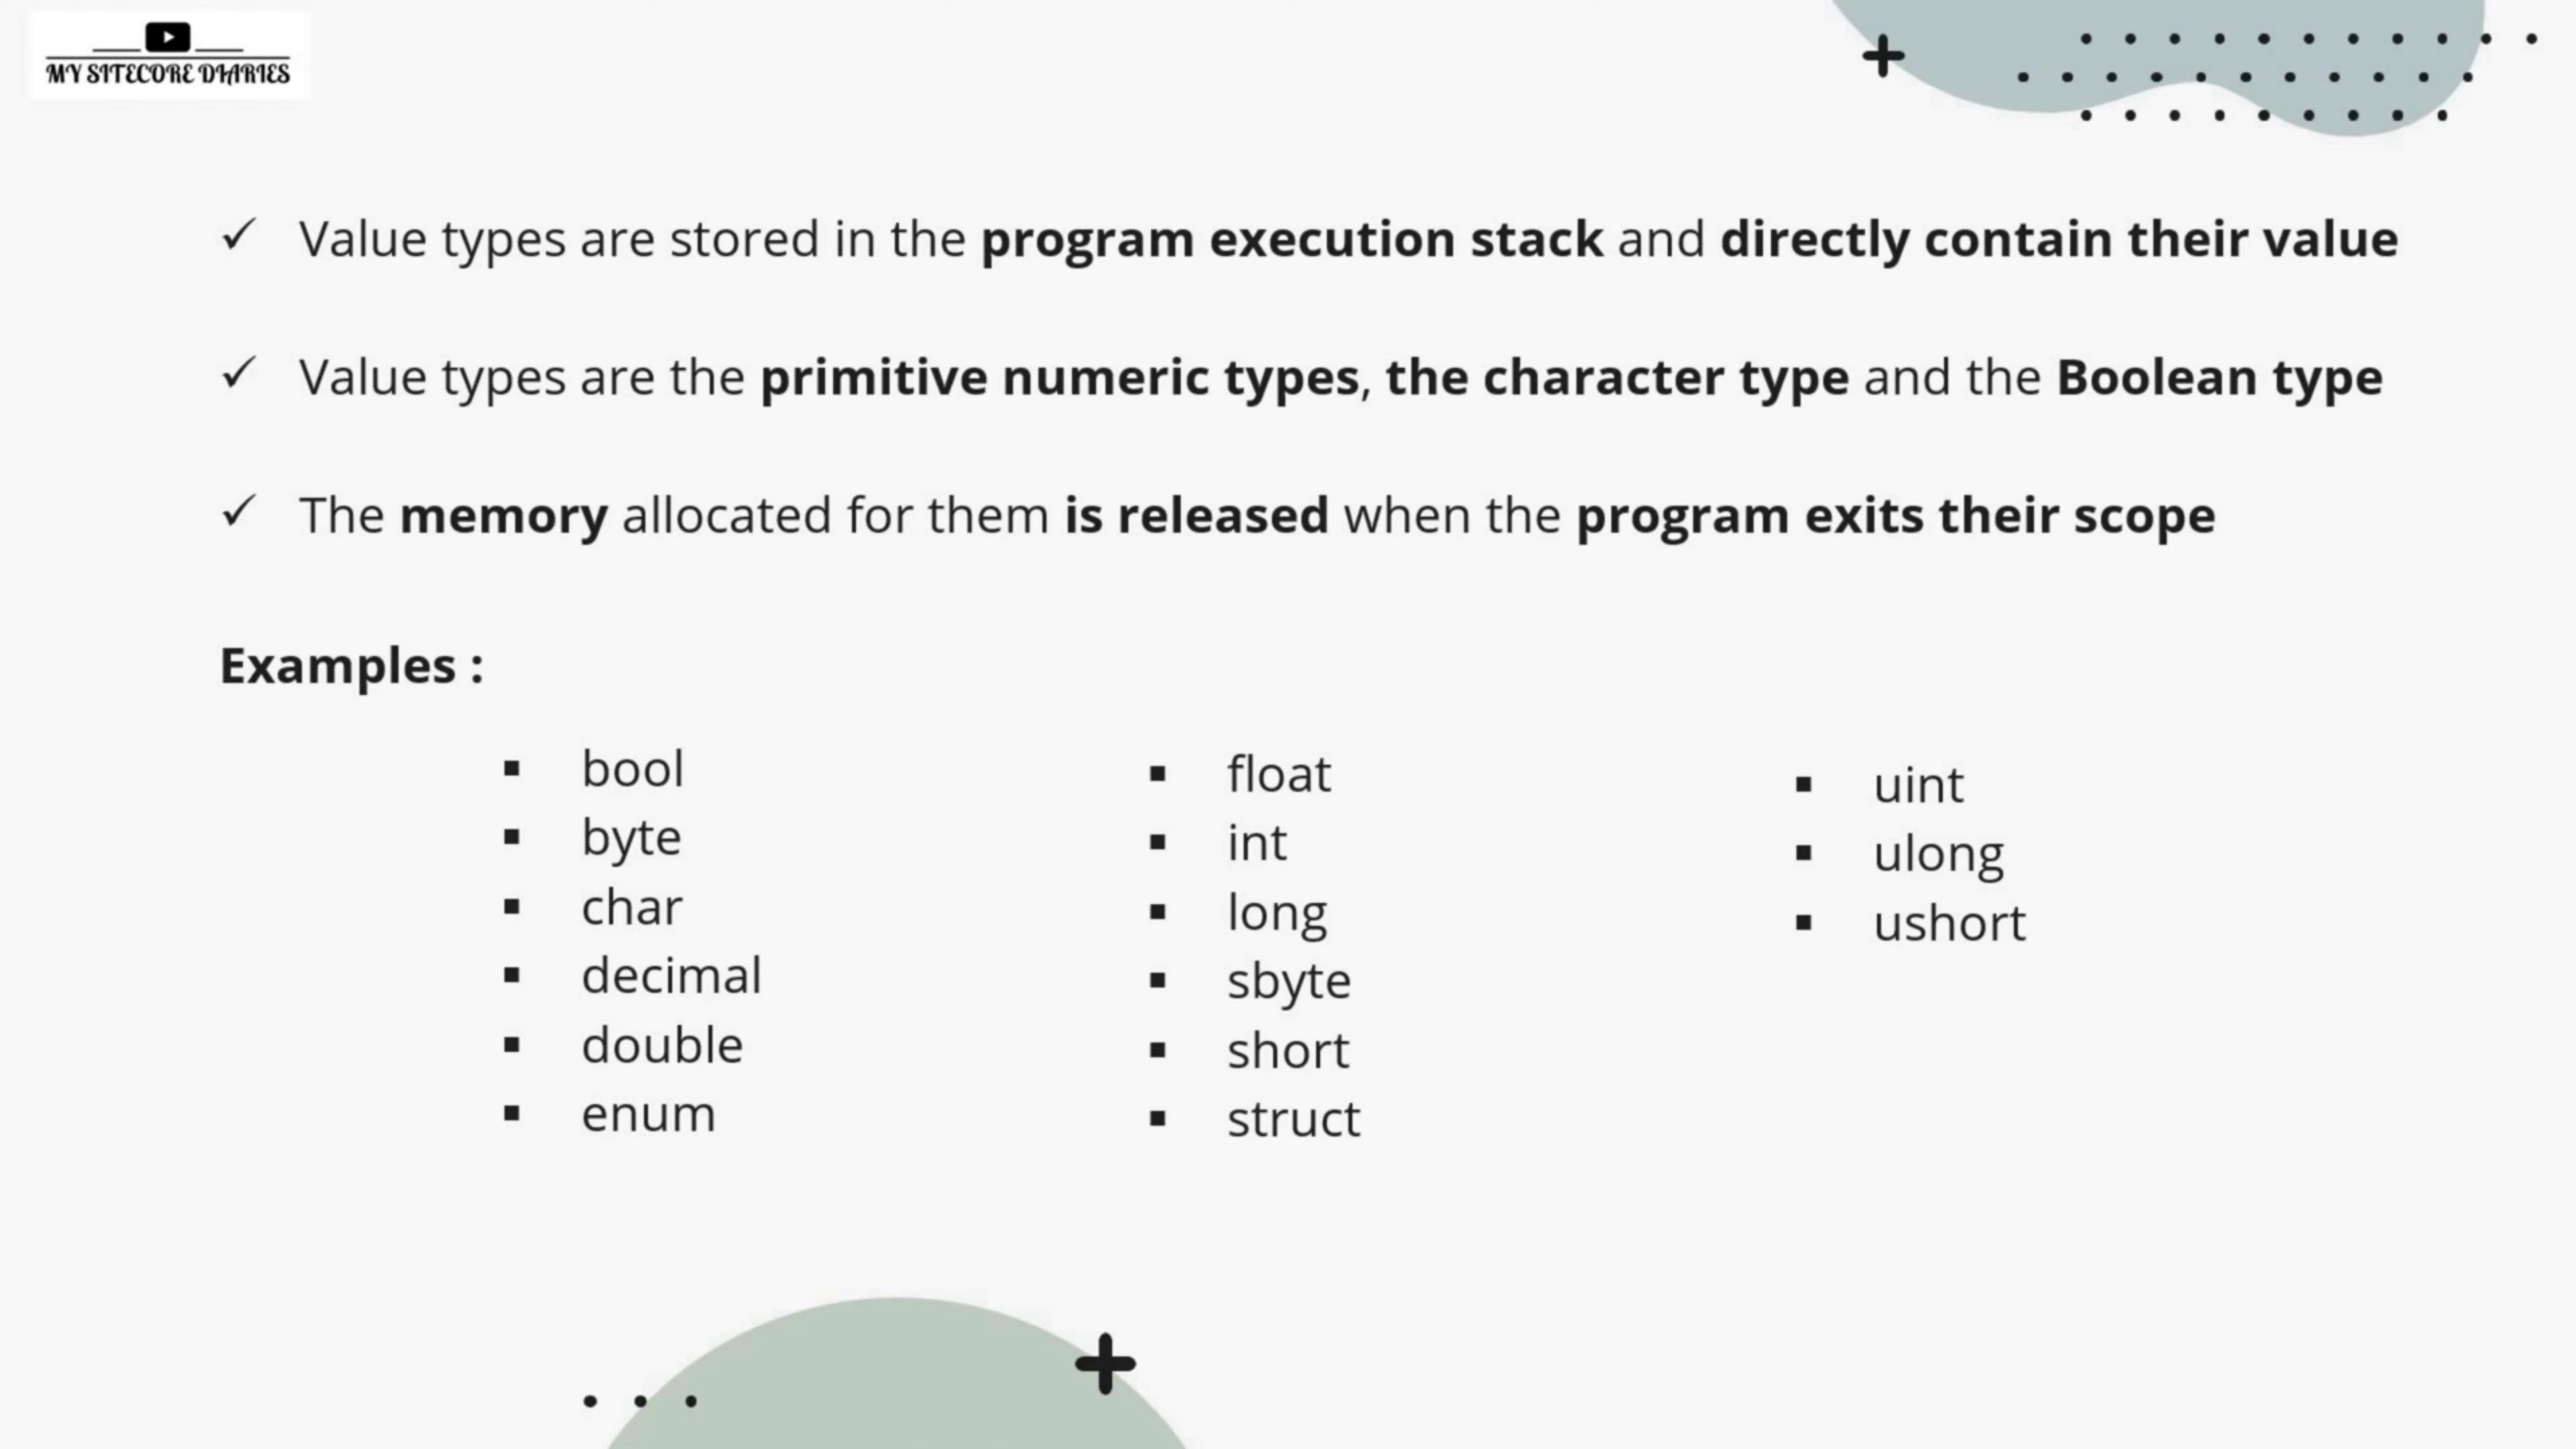 MY SITECORE DIARIES
✓ Value types are stored in the program execution stack and directly contain their value
✓ Value types are the primitive numeric types, the character type and the Boolean type
✓ The memory allocated for them is released when the program exits their scope
Examples :
▪ bool
▪ byte
▪ char
▪ decimal
▪ double
▪ enum
▪ float
▪ int
▪ long
▪ sbyte
▪ short
▪ struct
▪ uint
▪ ulong
▪ ushort